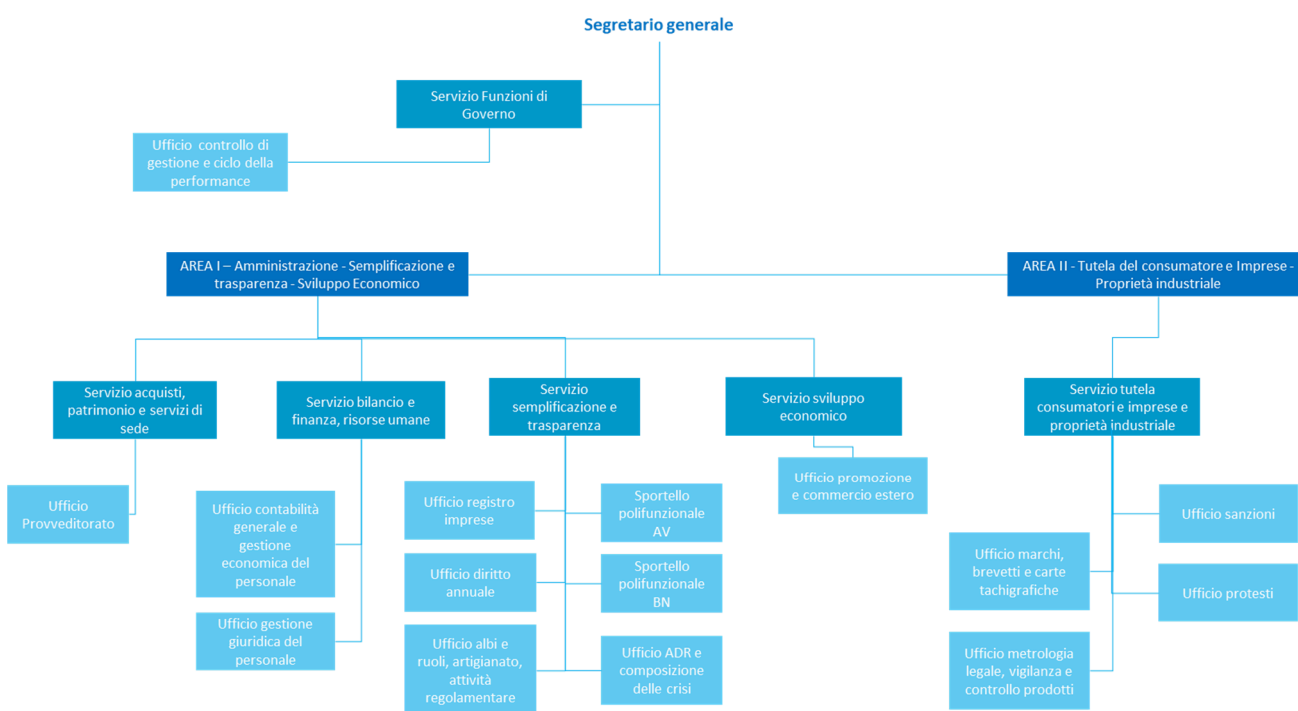 Segretario generale
Servizio Funzioni di
Governo
Ufficio controllo di
gestione e ciclo della
performance
AREA I – Amministrazione - Semplificazione e
trasparenza - Sviluppo Economico
AREA II - Tutela del consumatore e Imprese -
Proprietà industriale
Servizio acquisti,
patrimonio e servizi di
sede
Servizio bilancio e
finanza, risorse umane
Servizio
semplificazione e
trasparenza
Servizio sviluppo
economico
Servizio tutela
consumatori e imprese e
proprietà industriale
Ufficio
Provveditorato
Ufficio contabilità
generale e
gestione
economica del
personale
Ufficio gestione
giuridica del
personale
Ufficio registro
imprese
Ufficio diritto
annuale
Ufficio albi e
ruoli, artigianato,
attività
regolamentare
Sportello
polifunzionale
AV
Sportello
polifunzionale
BN
Ufficio ADR e
composizione
delle crisi
Ufficio promozione
e commercio estero
Ufficio marchi,
brevetti e carte
tachigrafiche
Ufficio metrologia
legale, vigilanza e
controllo prodotti
Ufficio sanzioni
Ufficio protesti